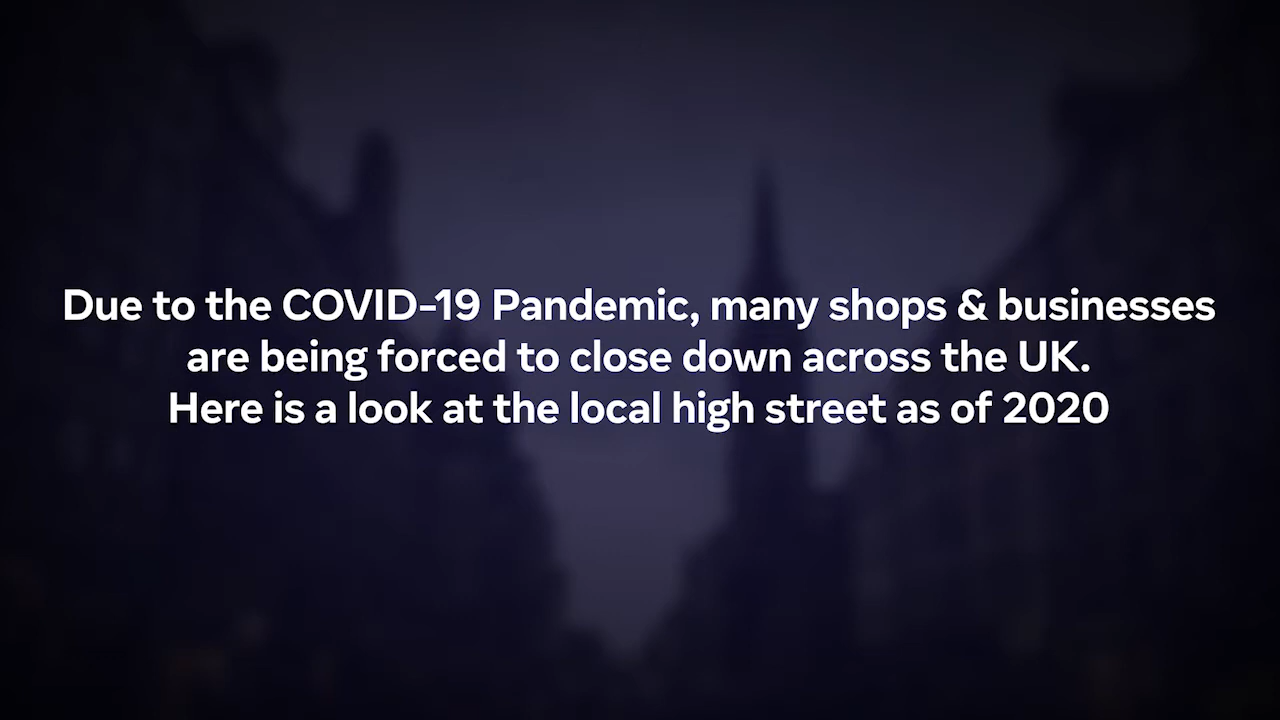 Due to the COVID-19 Pandemic, many shops & businesses
are being forced to close down across the UK.
Here is a look at the local high street as of 2020